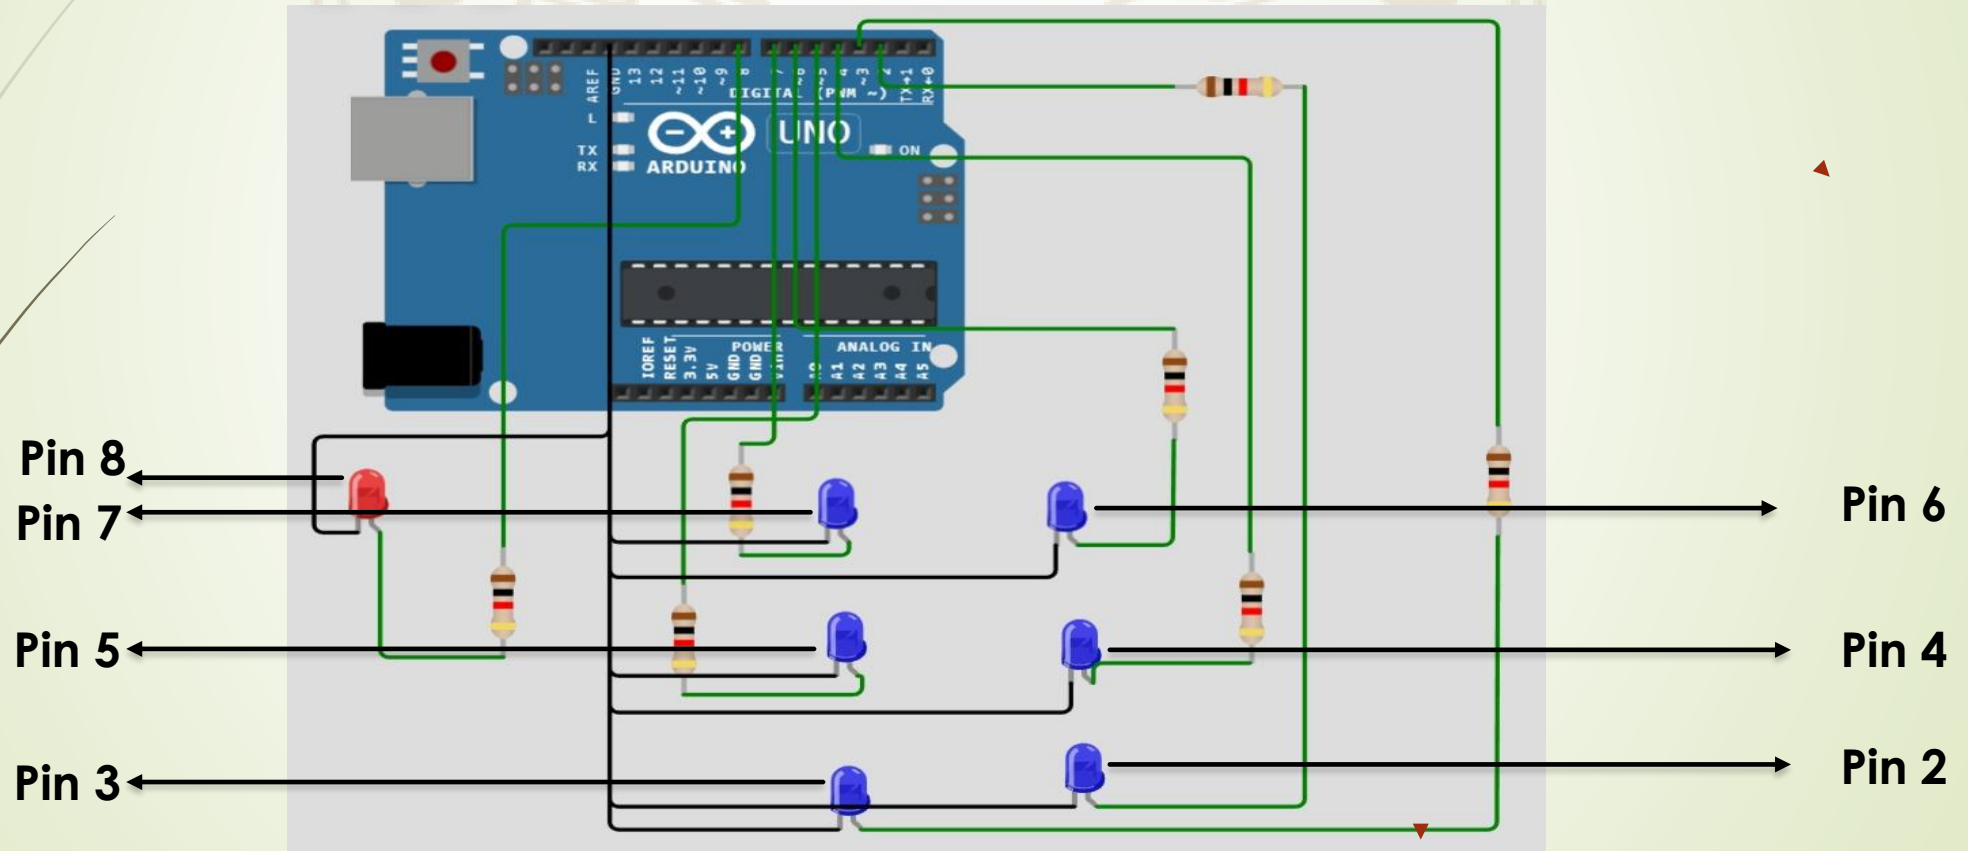 AREF
GND
13
12
~11
~10
~9
8
7
~6
~5
4
~3
2
TX→1
RX←0
DIGITAL (PWM ~)
L
TX
RX
UNO
ARDUINO
ON
IOREF
RESET
3.3V
5V
GND
GND
VIN
POWER
ANALOG IN
A0
A1
A2
A3
A4
A5
Pin 8
Pin 7
Pin 6
Pin 5
Pin 4
Pin 3
Pin 2